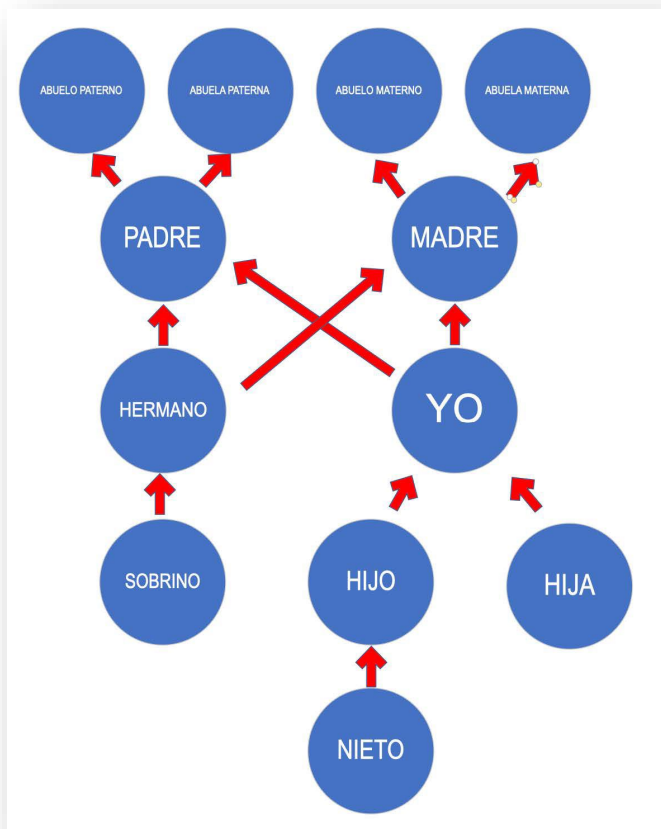 ABUELO PATERNO
ABUELA PATERNA
ABUELO MATERNO
ABUELA MATERNA
PADRE
MADRE
HERMANO
YO
SOBRINO
HIJO
HIJA
NIETO